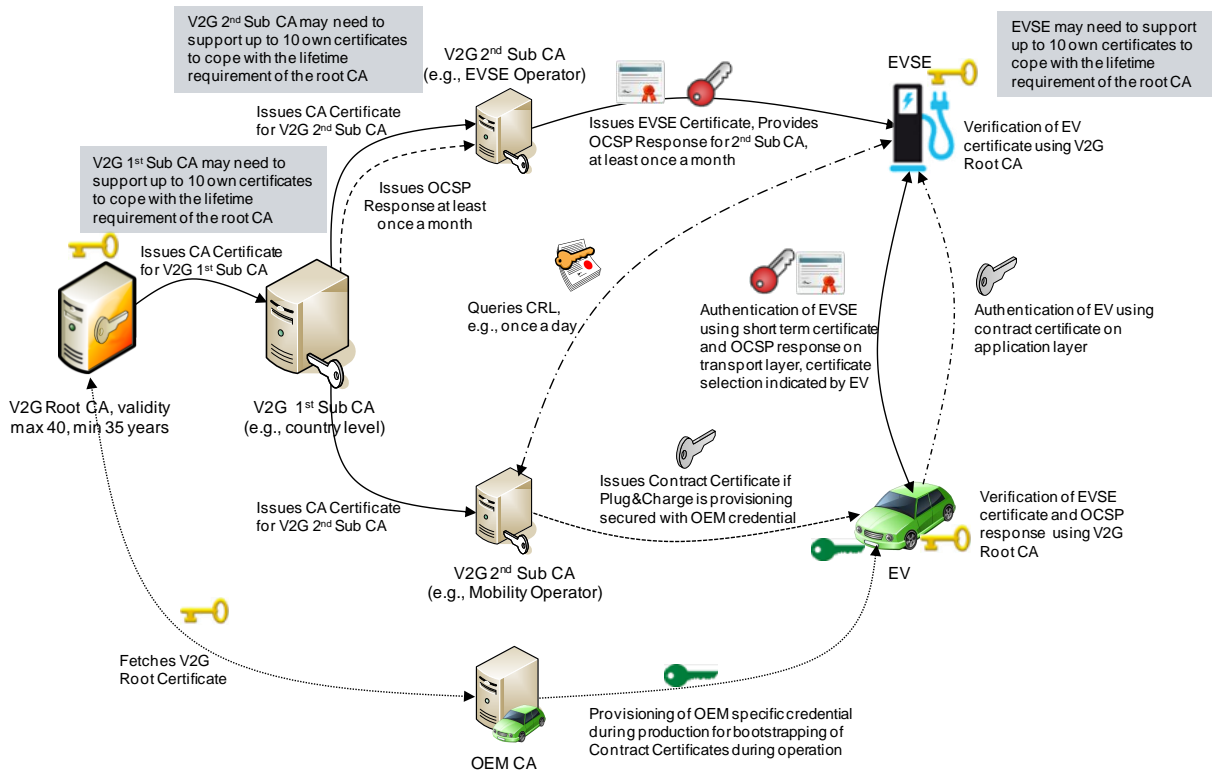 V2G 2nd Sub CA may need to
support up to 10 own certificates
to cope with the lifetime
requirement of the root CA
V2G 2nd Sub CA
(e.g., EVSE Operator)
EVSE
EVSE may need to support
up to 10 own certificates to
cope with the lifetime
requirement of the root CA
Issues CA Certificate
for V2G 2nd Sub CA
Issues EVSE Certificate, Provides
OCSP Response for 2nd Sub CA,
at least once a month
Verification of EV
certificate using V2G
Root CA
V2G 1st Sub CA may need to
support up to 10 own certificates
to cope with the lifetime
requirement of the root CA
Issues OCSP
Response at least
once a month
Issues CA Certificate
for V2G 1st Sub CA
Queries CRL,
e.g., once a day
Authentication of EVSE
using short term certificate
and OCSP response on
transport layer, certificate
selection indicated by EV
Authentication of EV using
contract certificate on
application layer
V2G Root CA, validity
max 40, min 35 years
V2G 1st Sub CA
(e.g., country level)
Issues CA Certificate
for V2G 2nd Sub CA
Issues Contract Certificate if
Plug&Charge is provisioning
secured with OEM credential
Verification of EVSE
certificate and OCSP
response using V2G
Root CA
V2G 2nd Sub CA
(e.g., Mobility Operator)
EV
Fetches V2G
Root Certificate
Provisioning of OEM specific credential
during production for bootstrapping of
Contract Certificates during operation
OEM CA